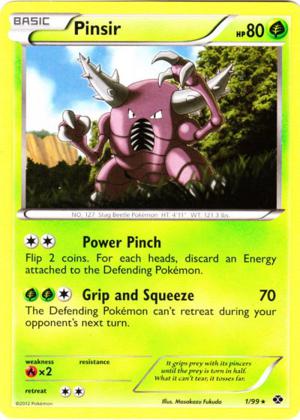 BASIC
Pinsir HP80
NO. 127 Slug Beetle Pokémon HT. 4'11" WT. 121.3 lbs.
Power Pinch
Flip 2 coins. For each heads, discard an Energy
attached to the Defending Pokémon.
Grip and Squeeze 70
The Defending Pokémon can't retreat during your
opponent's next turn.
weakness resistance
×2
retreat
It grips prey with its pincers
until the prey is torn in half.
What it can't tear, it tosses far.
©2012 Pokémon
Illus. Masakazu Fukuda 1/99 ★